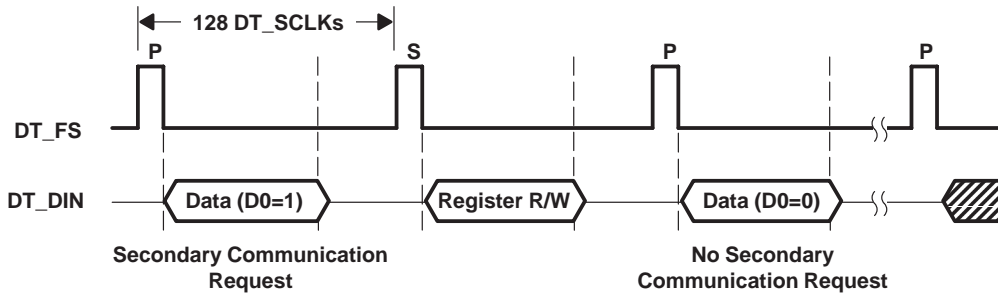 128 DT_SCLKs
P
S
P
P
DT_FS
DT_DIN
Data (D0=1)
Register R/W
Data (D0=0)
Secondary Communication
Request
No Secondary
Communication Request